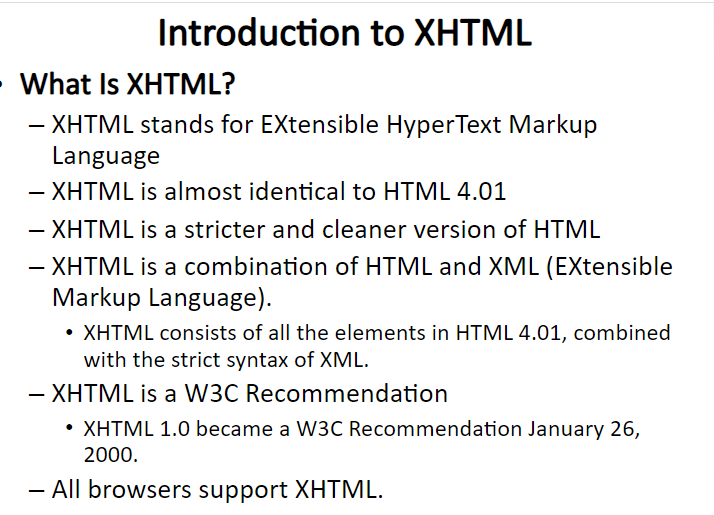 Introduction to XHTML
• What Is XHTML?
– XHTML stands for EXtensible HyperText Markup
Language
– XHTML is almost identical to HTML 4.01
– XHTML is a stricter and cleaner version of HTML
– XHTML is a combination of HTML and XML (EXtensible
Markup Language).
• XHTML consists of all the elements in HTML 4.01, combined
with the strict syntax of XML.
– XHTML is a W3C Recommendation
• XHTML 1.0 became a W3C Recommendation January 26,
2000.
– All browsers support XHTML.